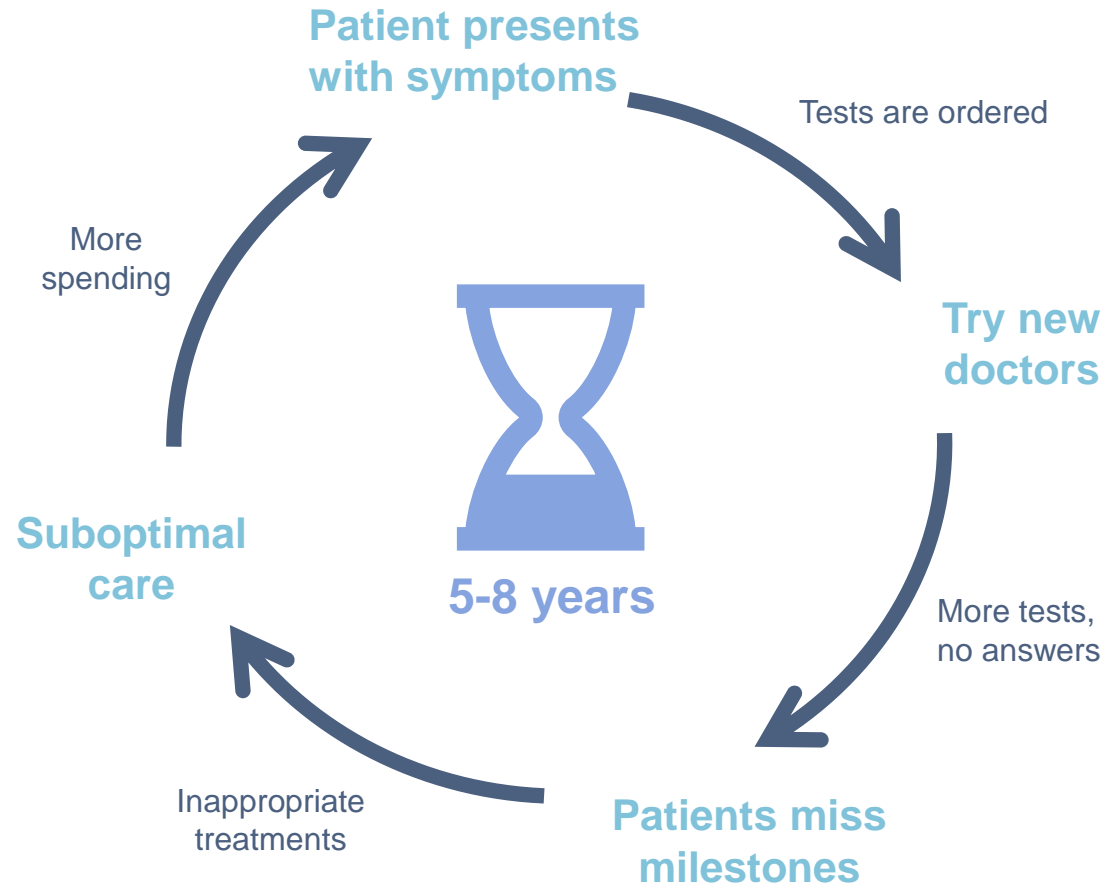 Patient presents
with symptoms
Tests are ordered
Try new
doctors
More tests,
no answers
Patients miss
milestones
Inappropriate
treatments
Suboptimal
care
More
spending
5-8 years